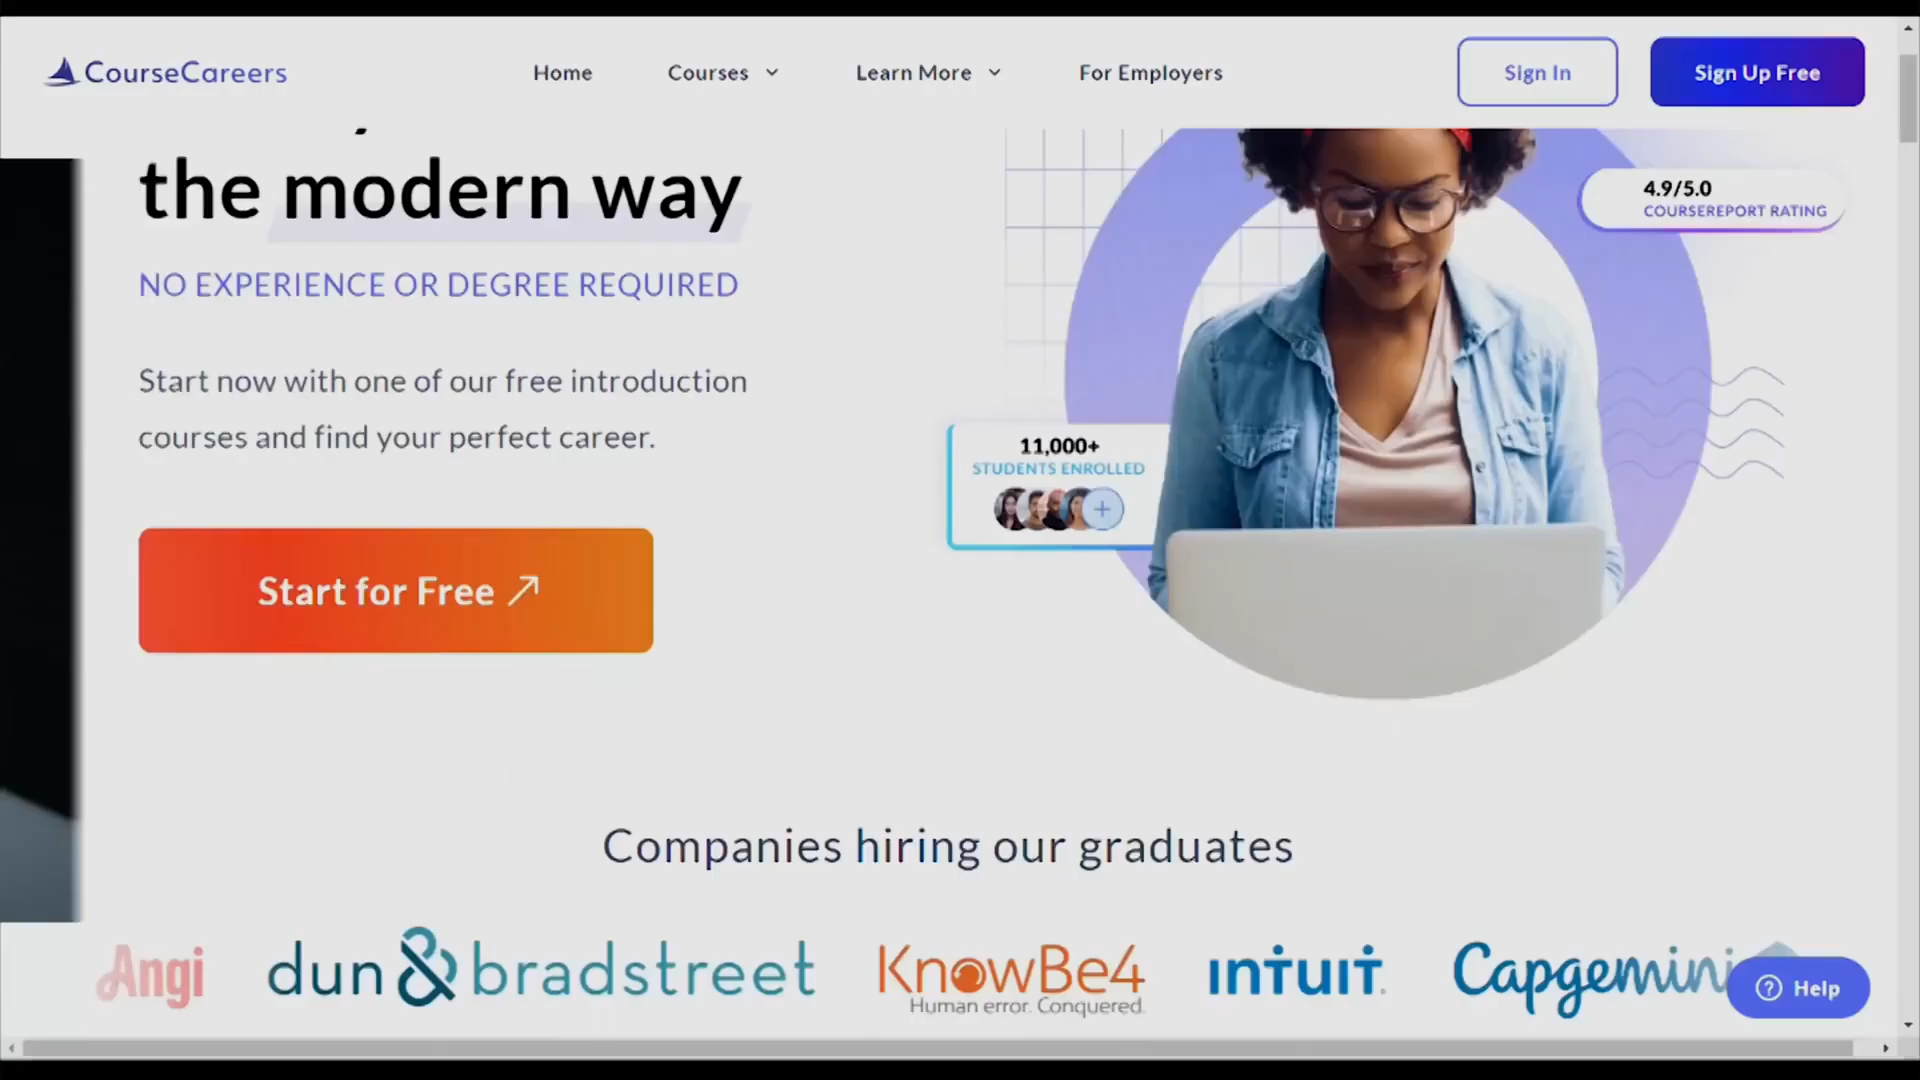 CourseCareers
Home
Courses
Learn More
For Employers
Sign In
Sign Up Free
the modern way
NO EXPERIENCE OR DEGREE REQUIRED
Start now with one of our free introduction
courses and find your perfect career.
Start for Free
4.9/5.0
COURSEREPORT RATING
11,000+
STUDENTS ENROLLED
Companies hiring our graduates
Angi
dun & bradstreet
KnowBe4
Human error. Conquered.
intuit
Capgemini
Help